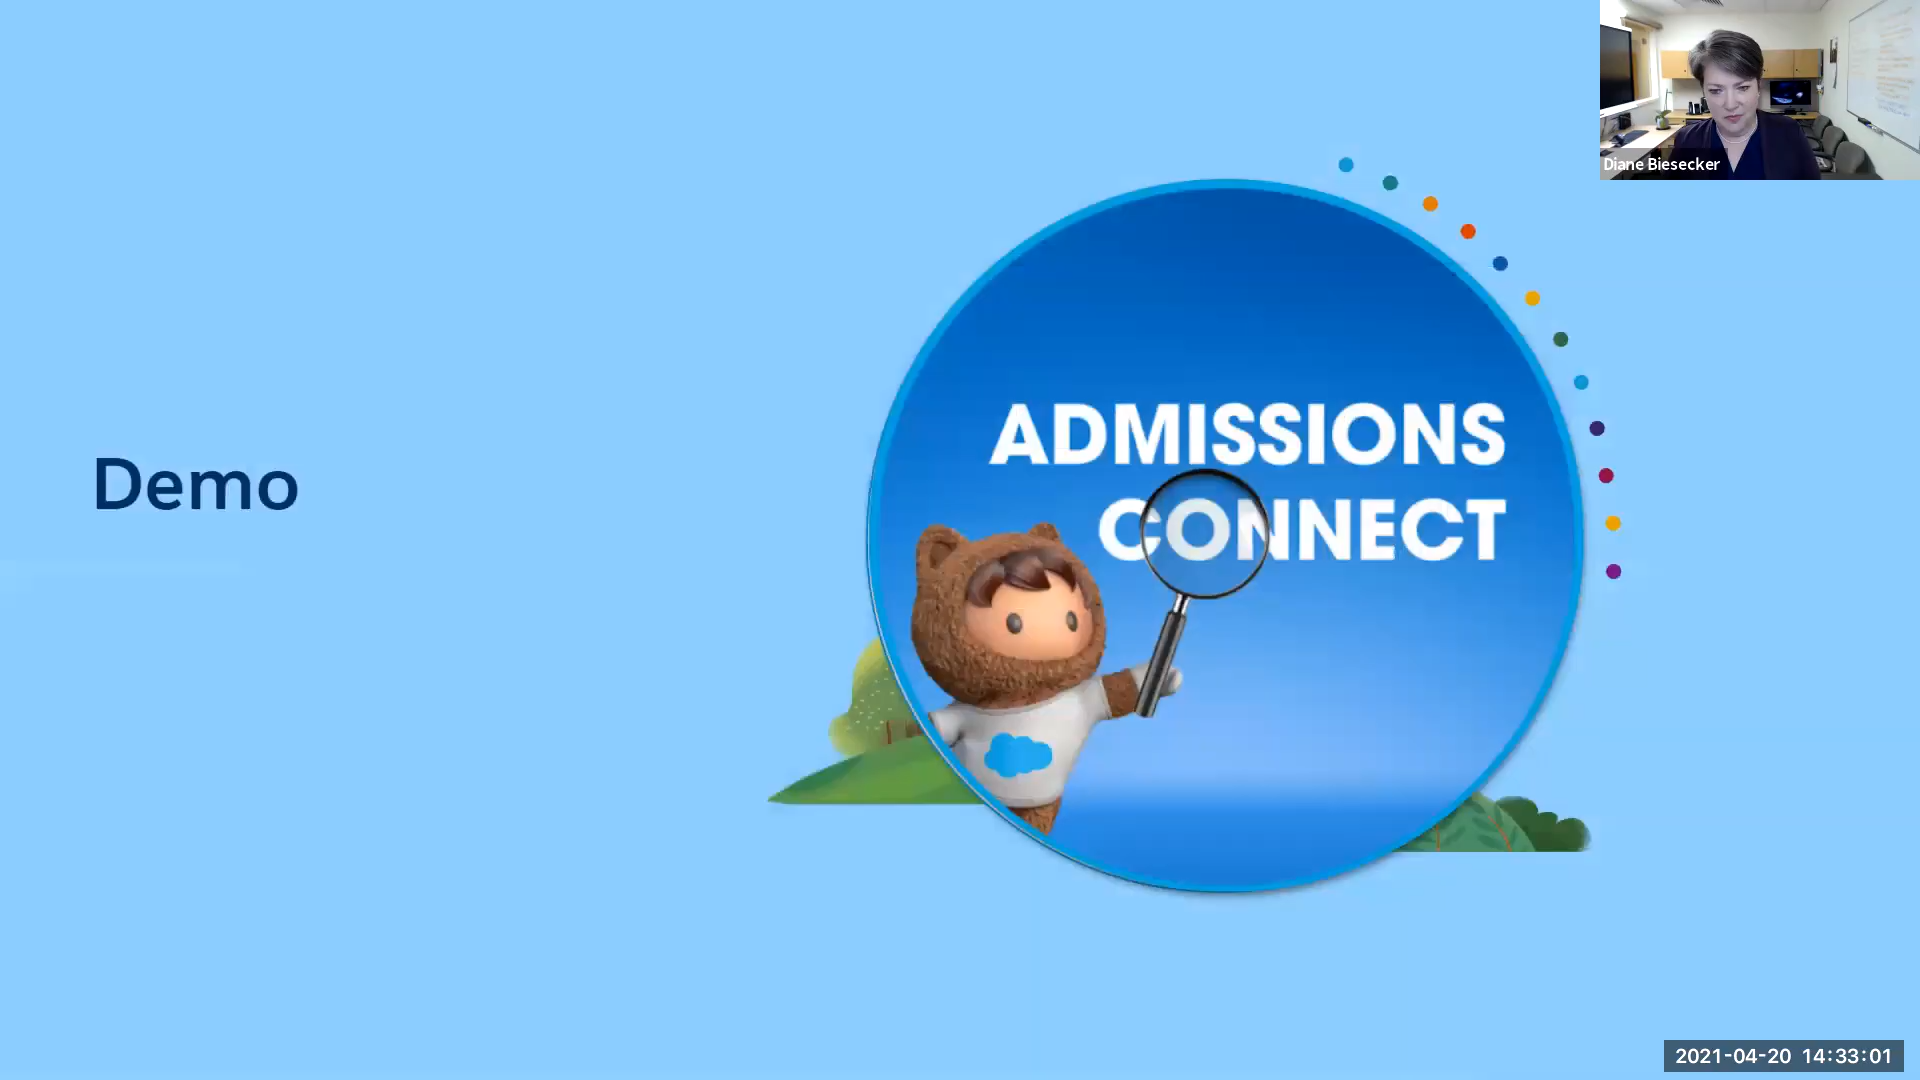 Diane Biesecker
ADMISSIONS
CONNECT
Demo
2021-04-20 14:33:01